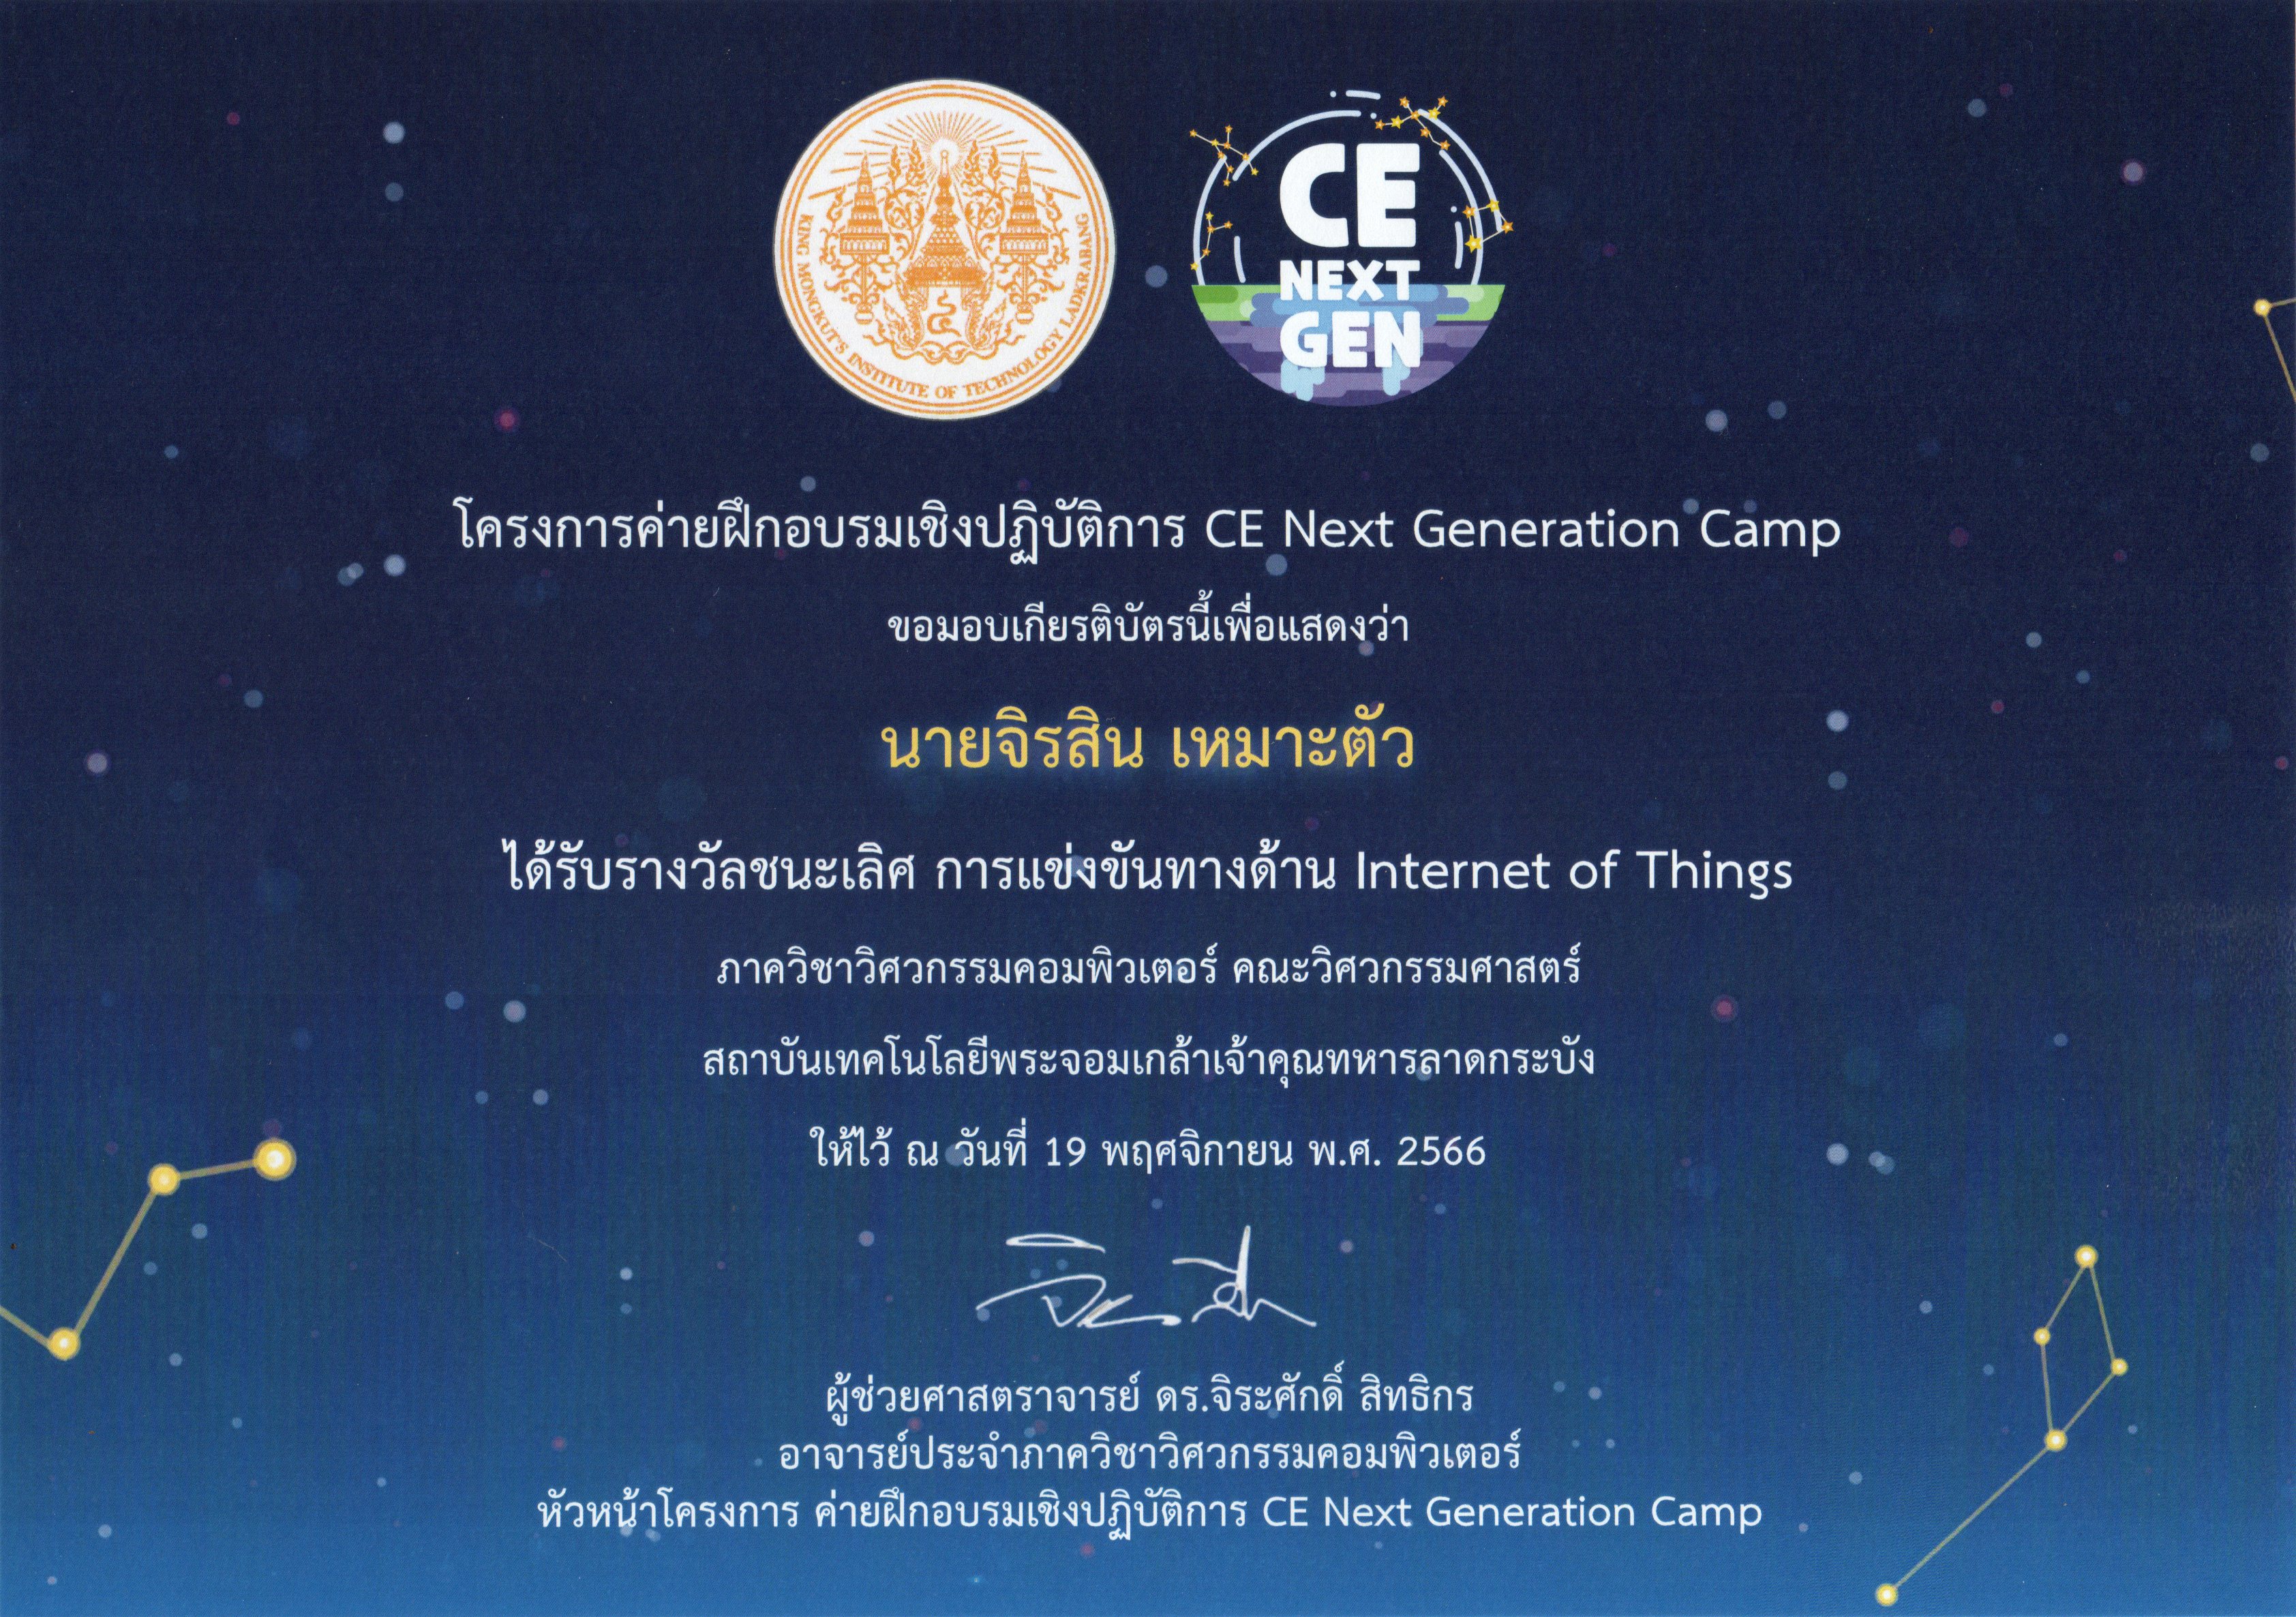 KING MONGKUT'S INSTITUTE OF TECHNOLOGY LADKRABANG
CE
NEXT
GEN
โครงการค่ายฝึกอบรมเชิงปฏิบัติการ CE Next Generation Camp
ขอมอบเกียรติบัตรนี้เพื่อแสดงว่า
นายจิรสิน เหมาะตัว
ได้รับรางวัลชนะเลิศ การแข่งขันทางด้าน Internet of Things
ภาควิชาวิศวกรรมคอมพิวเตอร์ คณะวิศวกรรมศาสตร์
สถาบันเทคโนโลยีพระจอมเกล้าเจ้าคุณทหารลาดกระบัง
ให้ไว้ ณ วันที่ 19 พฤศจิกายน พ.ศ. 2566
ผู้ช่วยศาสตราจารย์ ดร.จิระศักดิ์ สิทธิกร
อาจารย์ประจำภาควิชาวิศวกรรมคอมพิวเตอร์
หัวหน้าโครงการ ค่ายฝึกอบรมเชิงปฏิบัติการ CE Next Generation Camp